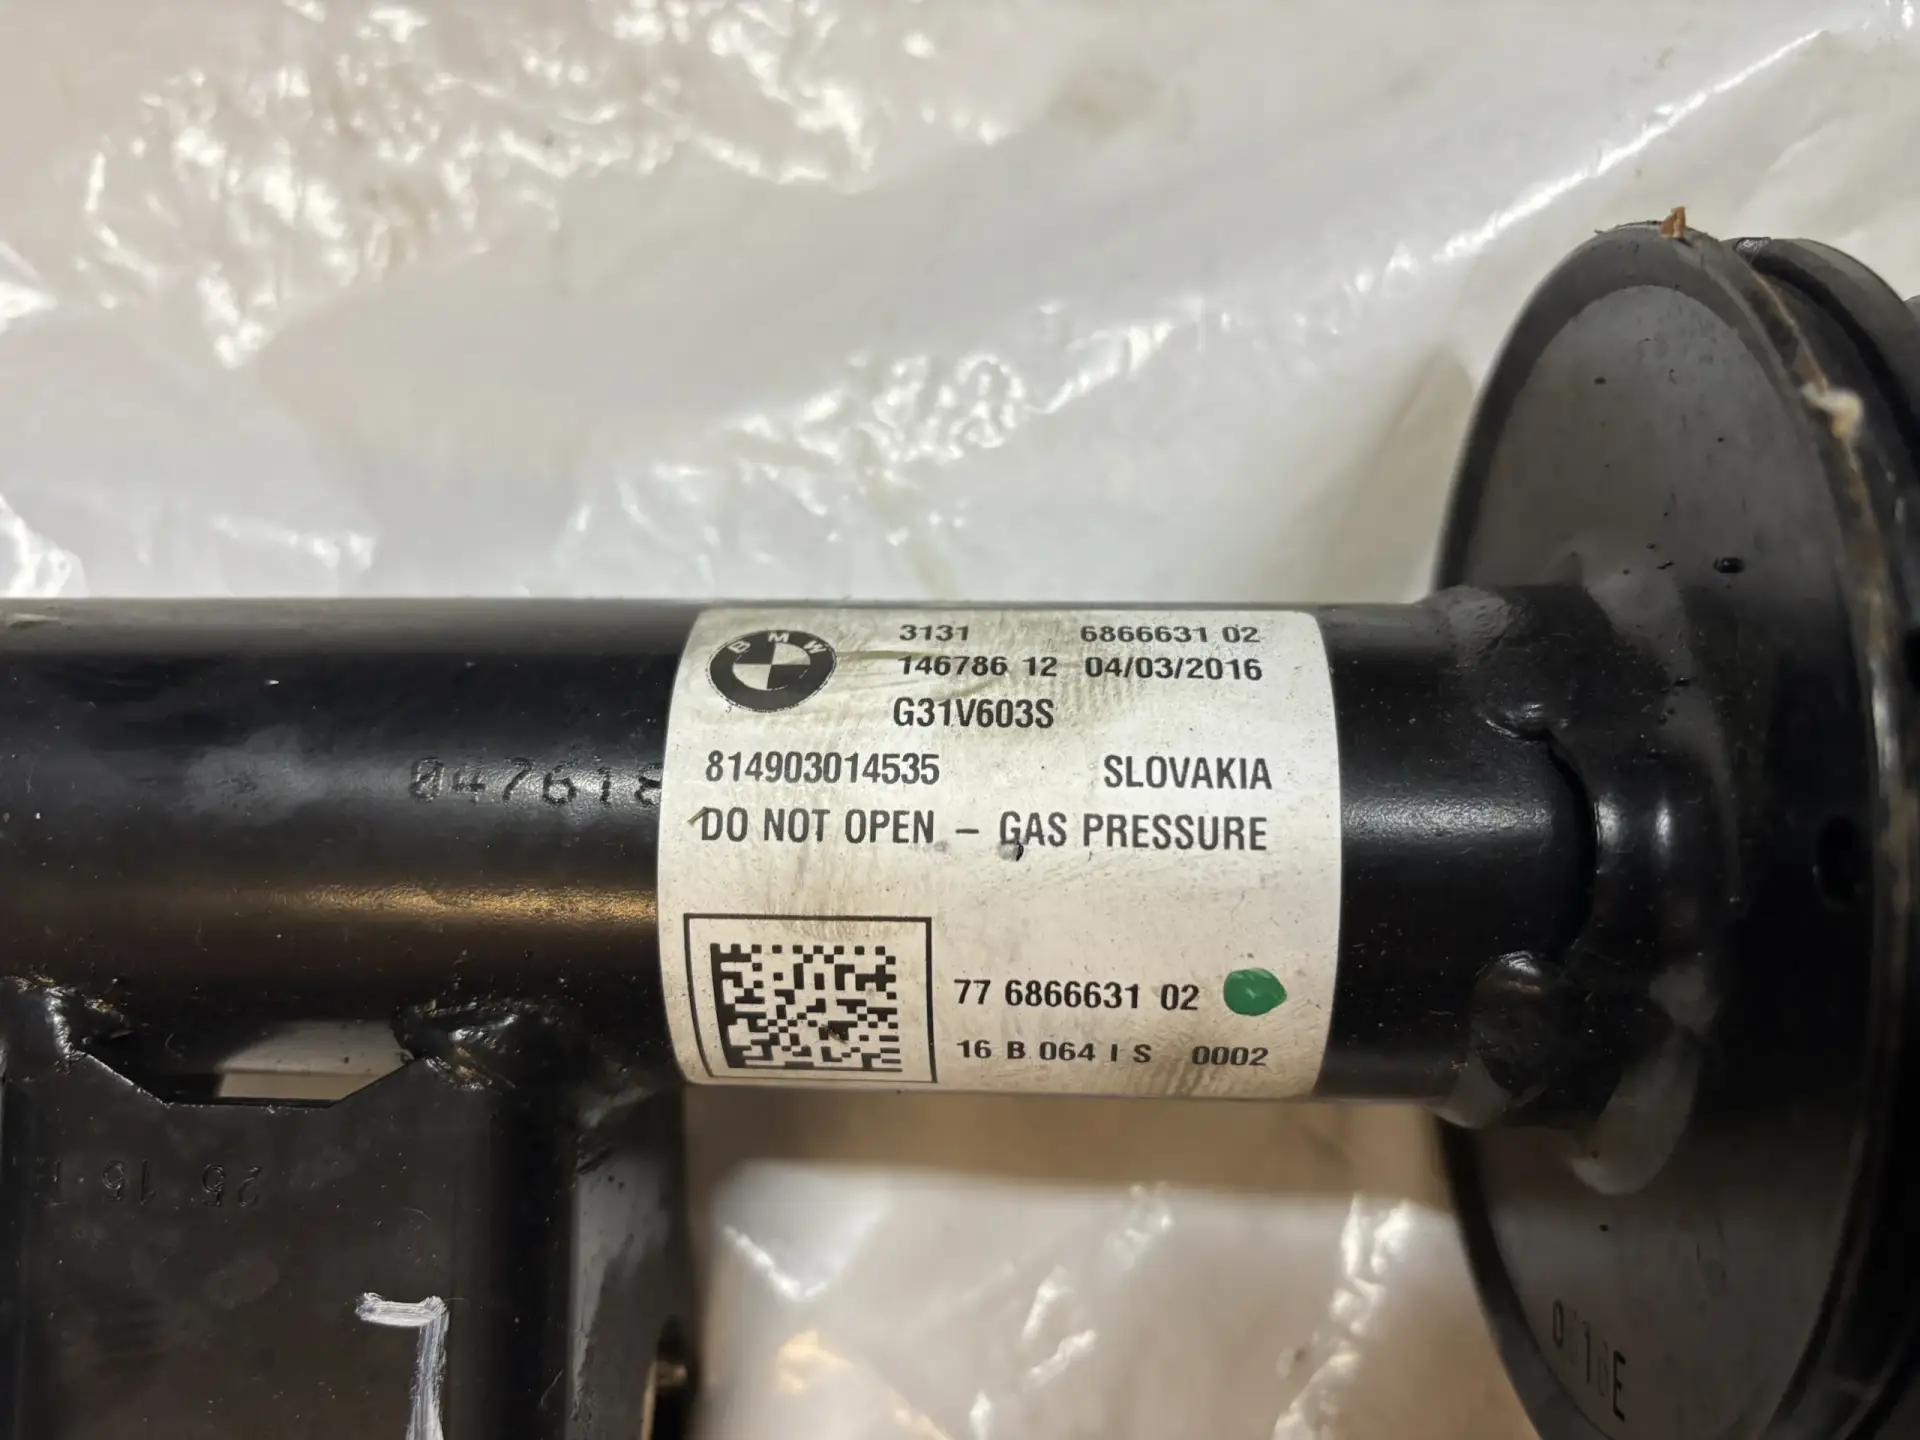 BMW
3131 6866631 02
146786 12 04/03/2016
G31V603S
814903014535 SLOVAKIA
DO NOT OPEN – GAS PRESSURE
77 6866631 02
16 B 064 I S 0002